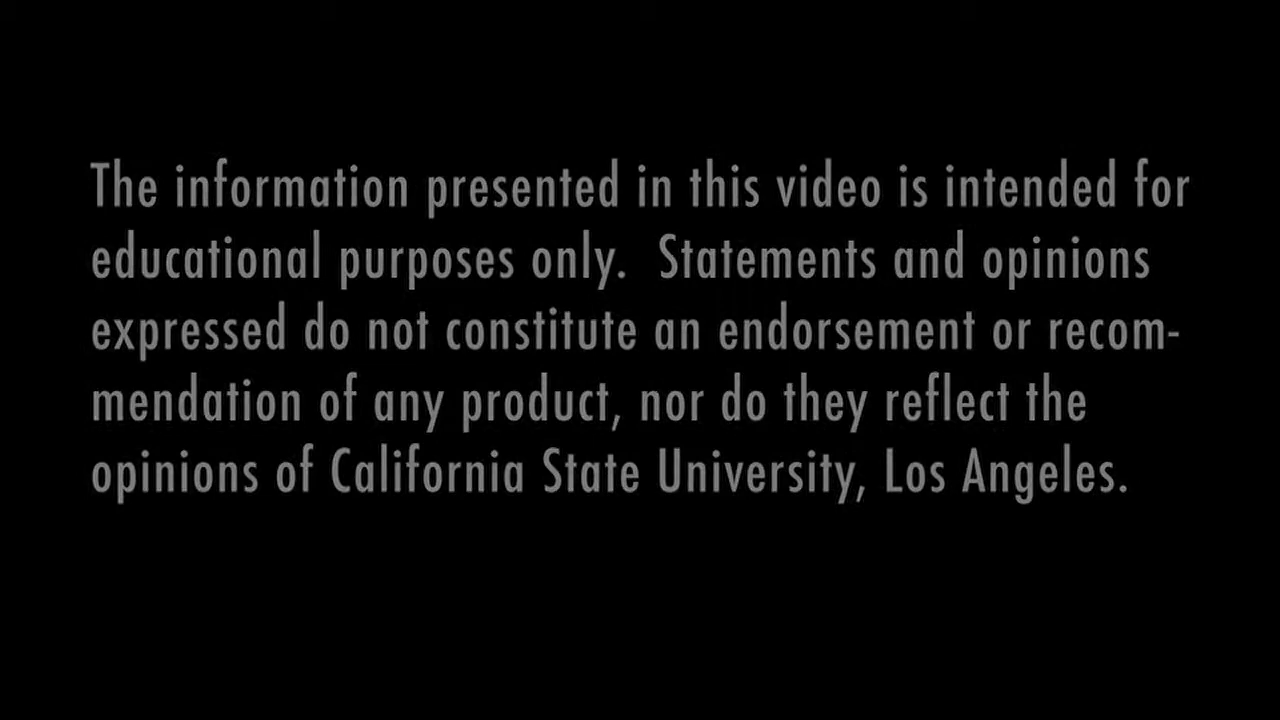 The information presented in this video is intended for
educational purposes only.  Statements and opinions
expressed do not constitute an endorsement or recom-
mendation of any product, nor do they reflect the
opinions of California State University, Los Angeles.